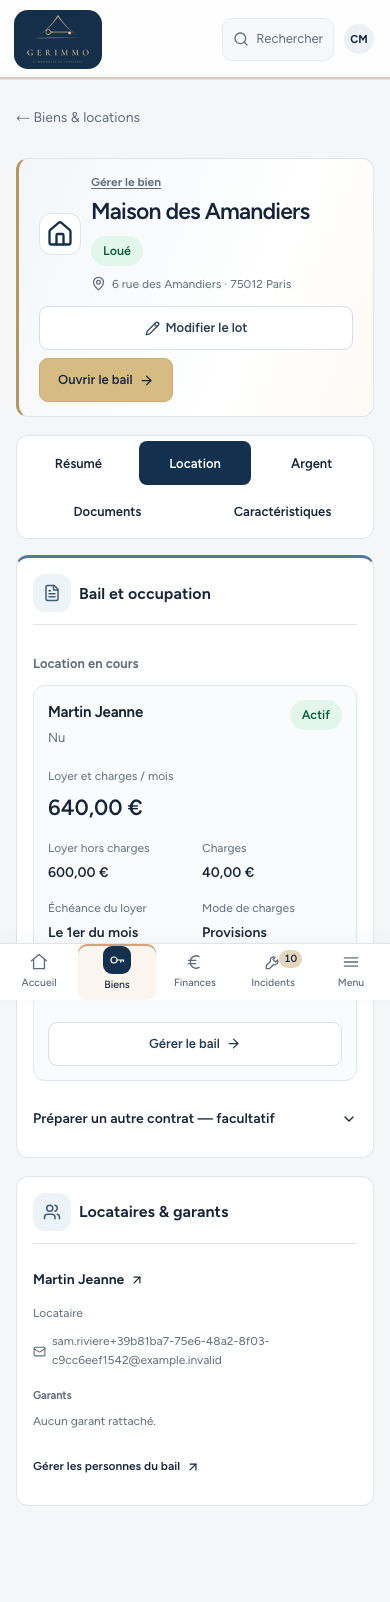 GERIMMO
Rechercher
CM
← Biens & locations
Gérer le bien
Maison des Amandiers
Loué
6 rue des Amandiers · 75012 Paris
Modifier le lot
Ouvrir le bail →
Résumé
Location
Argent
Documents
Caractéristiques
Bail et occupation
Location en cours
Martin Jeanne
Actif
Nu
Loyer et charges / mois
640,00 €
Loyer hors charges
Charges
600,00 €
40,00 €
Échéance du loyer
Mode de charges
Le 1er du mois
Provisions
Accueil
Biens
Finances
10
Incidents
Menu
Gérer le bail →
Préparer un autre contrat — facultatif
Locataires & garants
Martin Jeanne
Locataire
sam.riviere+39b81ba7-75e6-48a2-8f03-
c9cc6eef1542@example.invalid
Garants
Aucun garant rattaché.
Gérer les personnes du bail